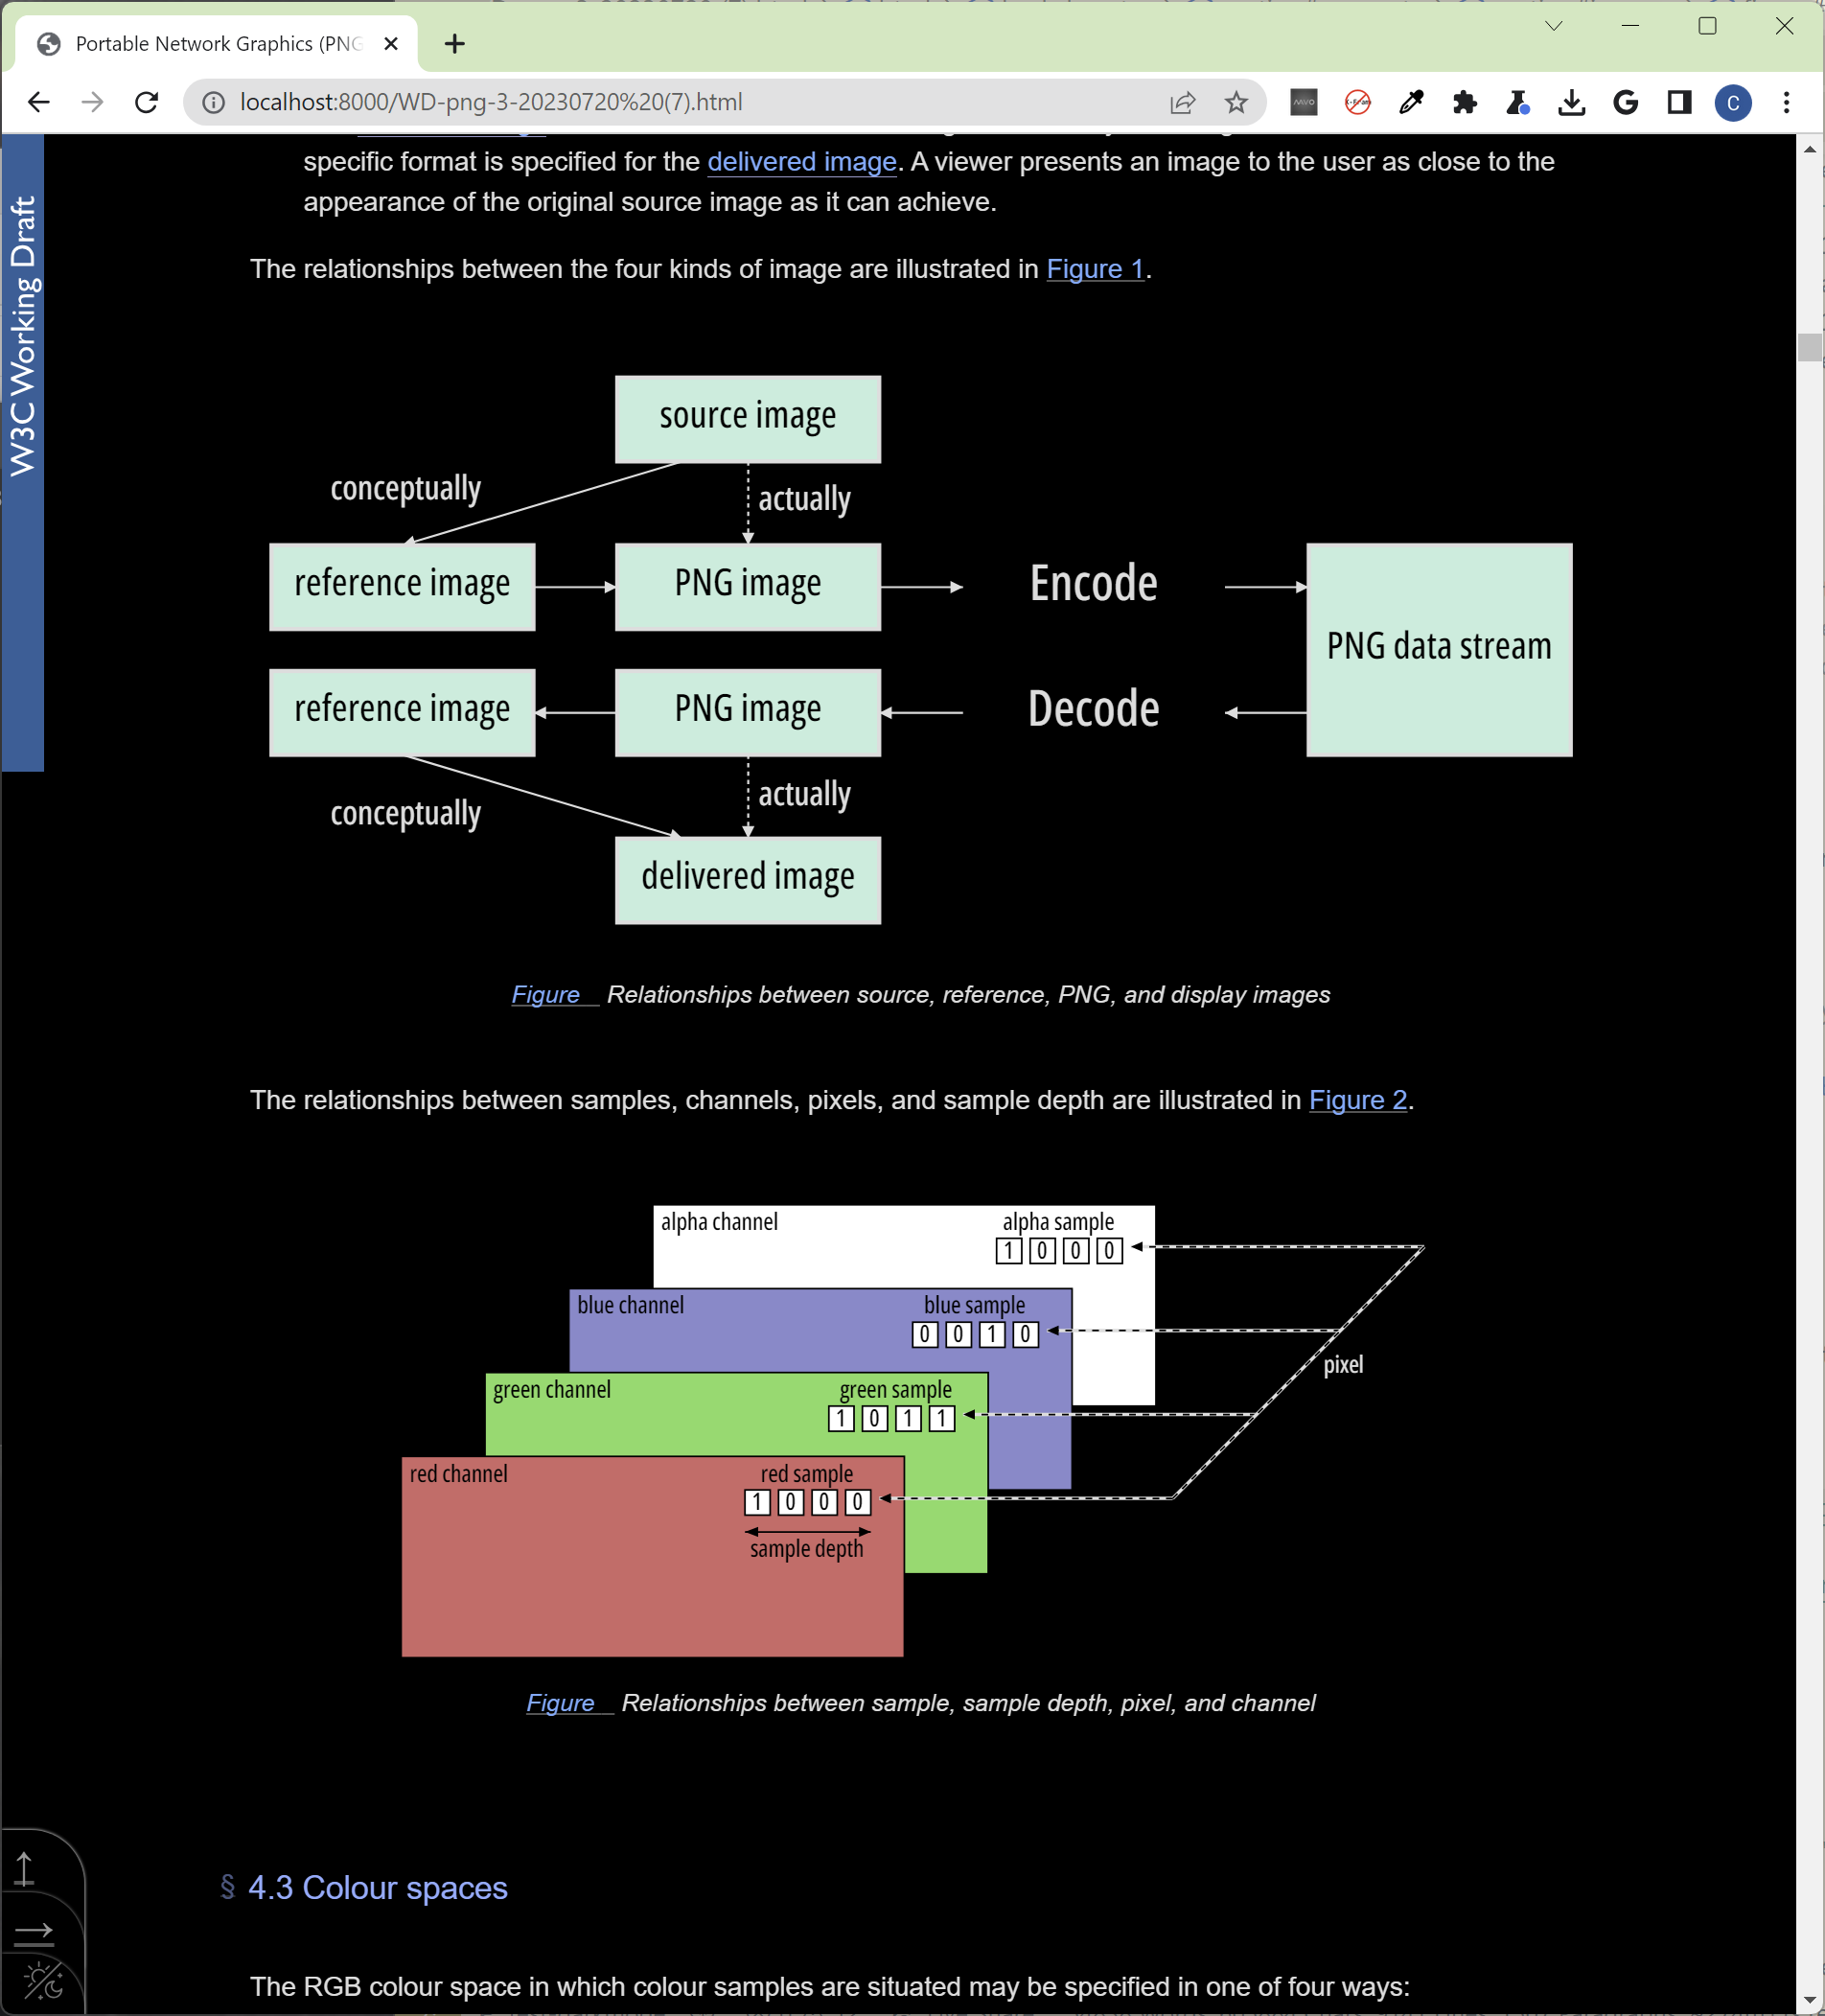 Portable Network Graphics (PNG
localhost:8000/WD-png-3-20230720%20(7).html
C
W3C Working Draft
specific format is specified for the delivered image. A viewer presents an image to the user as close to the
appearance of the original source image as it can achieve.
The relationships between the four kinds of image are illustrated in Figure 1.
source image
conceptually
actually
reference image
PNG image
Encode
PNG data stream
reference image
PNG image
Decode
conceptually
actually
delivered image
Figure Relationships between source, reference, PNG, and display images
The relationships between samples, channels, pixels, and sample depth are illustrated in Figure 2.
alpha channel
alpha sample
1 0 0 0
blue channel
blue sample
0 0 1 0
pixel
green channel
green sample
1 0 1 1
red channel
red sample
1 0 0 0
sample depth
Figure Relationships between sample, sample depth, pixel, and channel
§ 4.3 Colour spaces
The RGB colour space in which colour samples are situated may be specified in one of four ways: